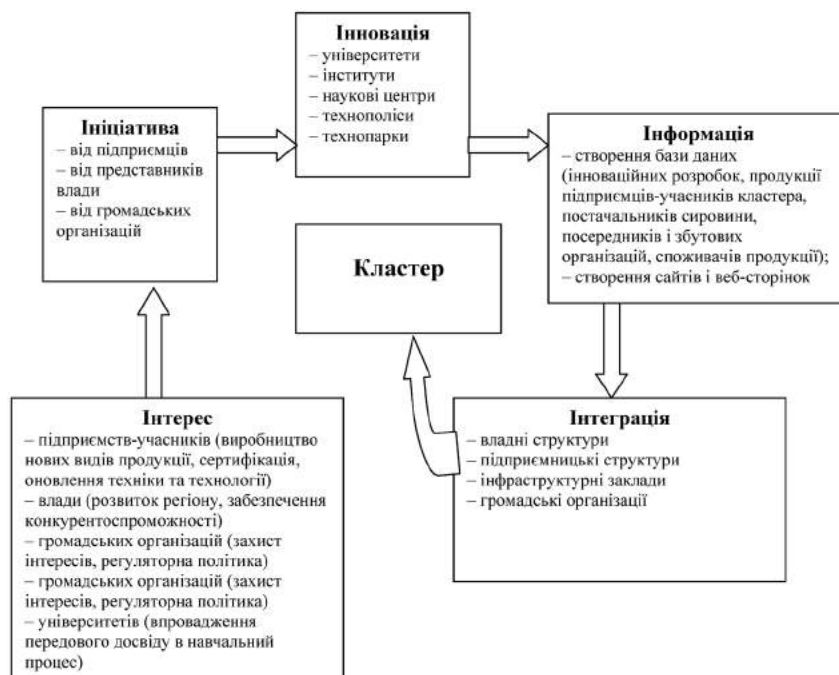 Інновація
– університети
– інститути
– наукові центри
– технополіси
– технопарки
Ініціатива
– від підприємців
– від представників
влади
– від громадських
організацій
Інформація
– створення бази даних
(інноваційних розробок, продукції
підприємців-учасників кластера,
постачальників сировини,
посередників і збутових
організацій, споживачів продукції);
– створення сайтів і веб-сторінок
Кластер
Інтерес
– підприємств-учасників (виробництво
нових видів продукції, сертифікація,
оновлення техніки та технології)
– влади (розвиток регіону, забезпечення
конкурентоспроможності)
– громадських організацій (захист
інтересів, регуляторна політика)
– громадських організацій (захист
інтересів, регуляторна політика)
– університетів (впровадження
передового досвіду в навчальний
процес)
Інтеграція
– владні структури
– підприємницькі структури
– інфраструктурні заклади
– громадські організації